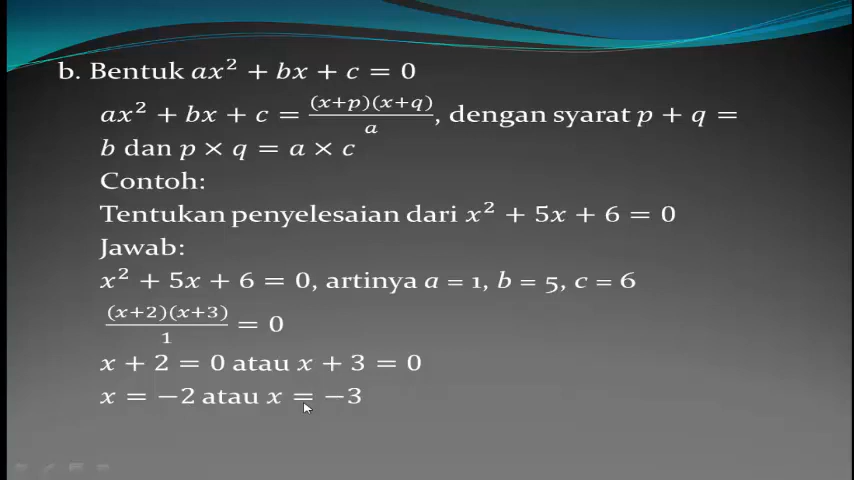 b. Bentuk ax² + bx + c = 0
ax² + bx + c = (x+p)(x+q)/a, dengan syarat p + q =
b dan p × q = a × c
Contoh:
Tentukan penyelesaian dari x² + 5x + 6 = 0
Jawab:
x² + 5x + 6 = 0, artinya a = 1, b = 5, c = 6
(x+2)(x+3)/1 = 0
x + 2 = 0 atau x + 3 = 0
x = −2 atau x = −3